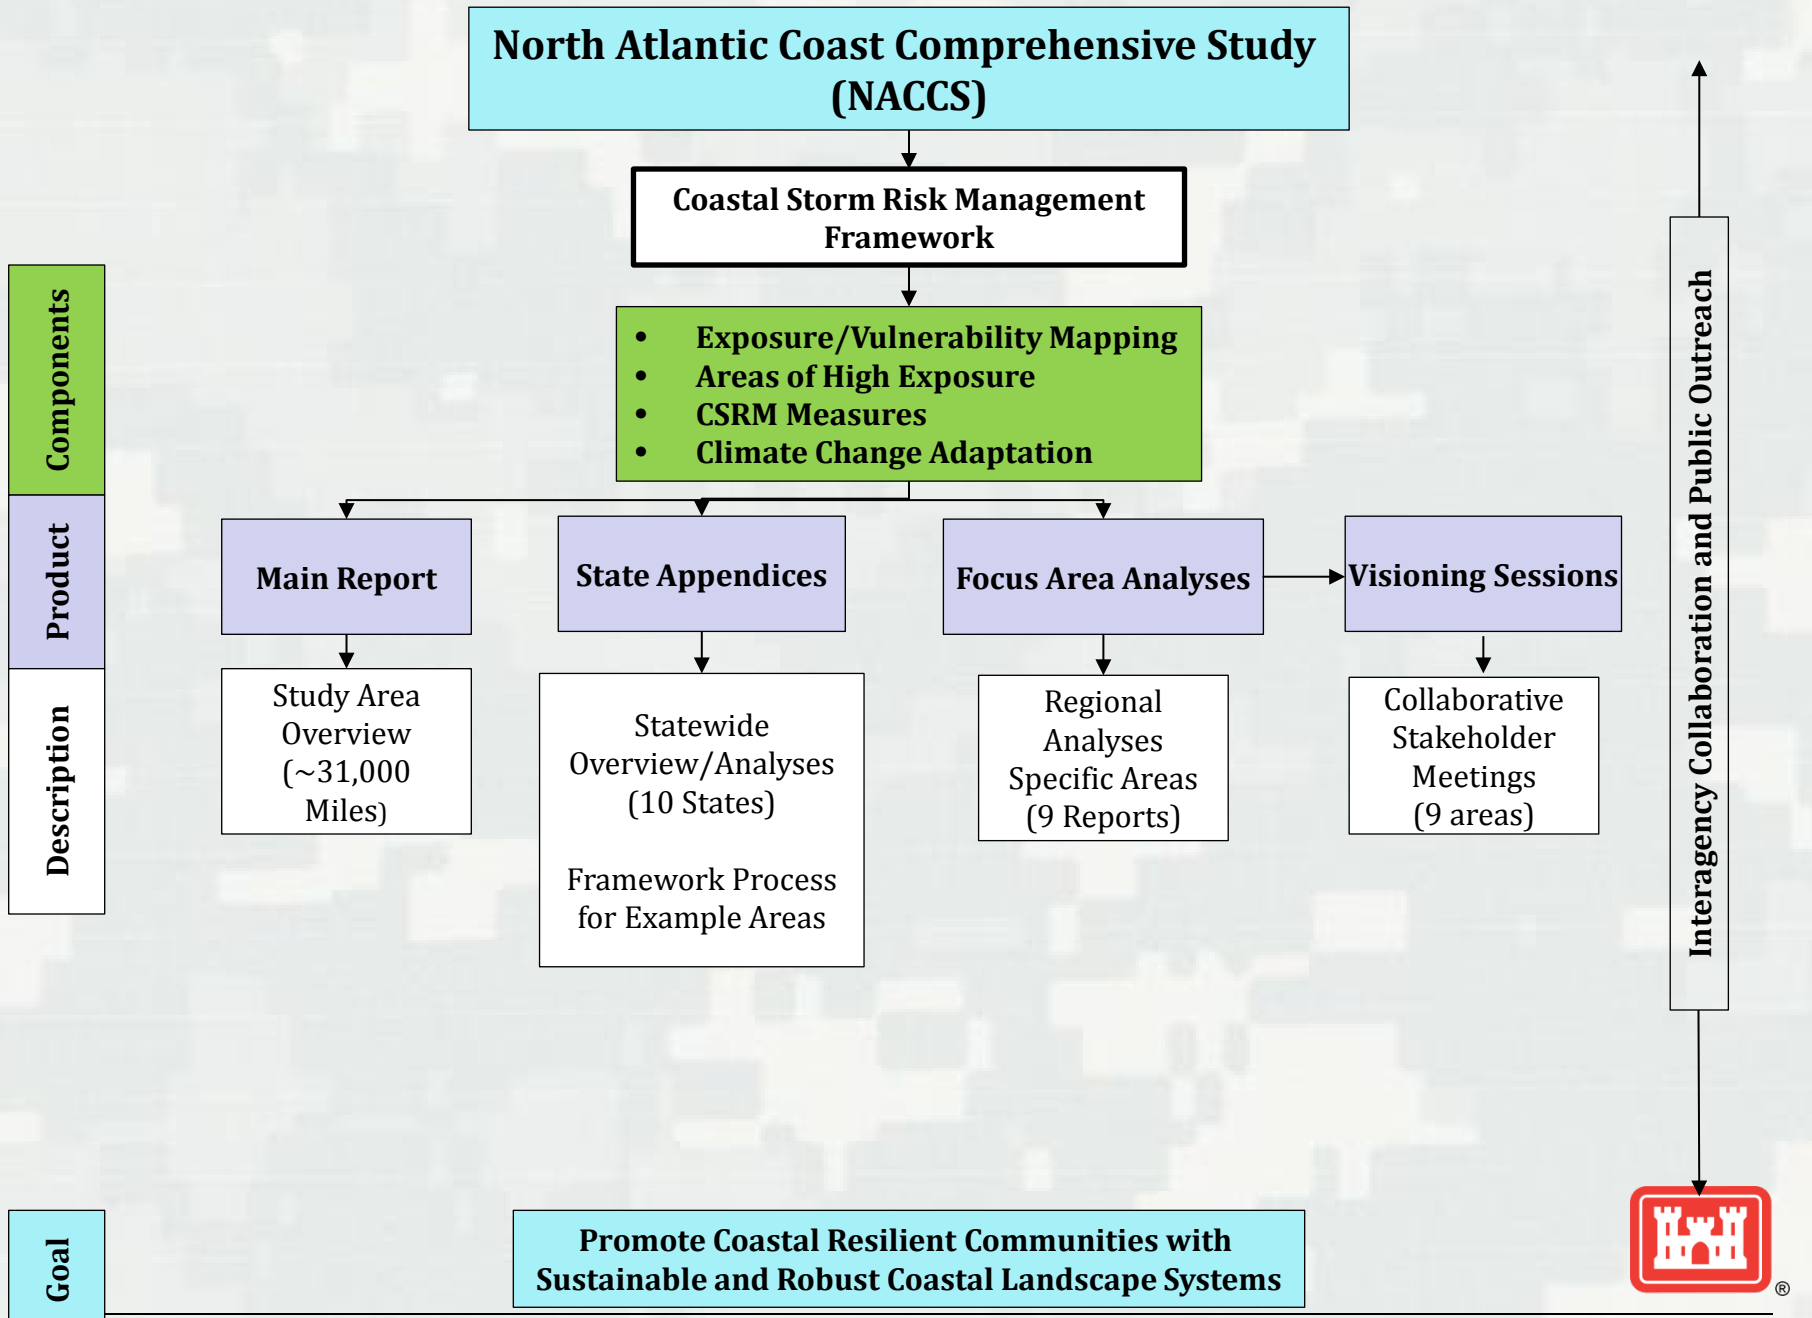 North Atlantic Coast Comprehensive Study
(NACCS)
Coastal Storm Risk Management
Framework
Components
• Exposure/Vulnerability Mapping
• Areas of High Exposure
• CSRM Measures
• Climate Change Adaptation
Product
Main Report
State Appendices
Focus Area Analyses
Visioning Sessions
Description
Study Area
Overview
(~31,000
Miles)
Statewide
Overview/Analyses
(10 States)
Framework Process
for Example Areas
Regional
Analyses
Specific Areas
(9 Reports)
Collaborative
Stakeholder
Meetings
(9 areas)
Interagency Collaboration and Public Outreach
Goal
Promote Coastal Resilient Communities with
Sustainable and Robust Coastal Landscape Systems
®